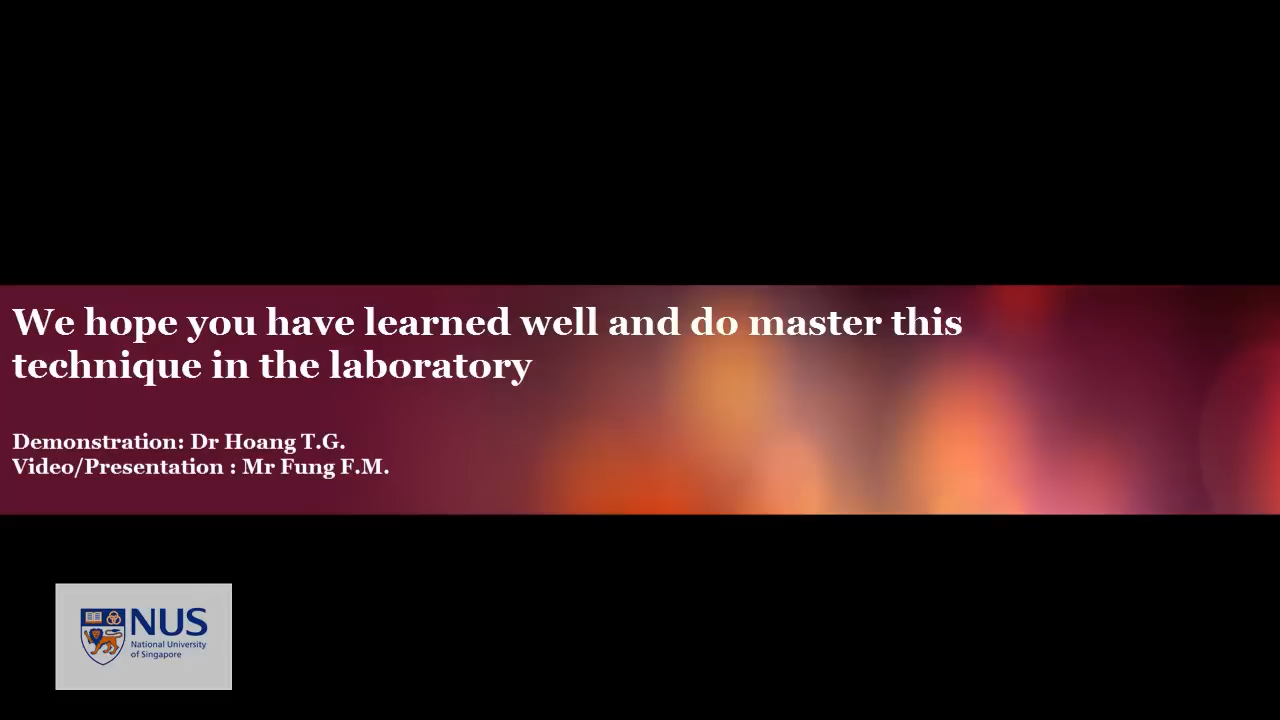 We hope you have learned well and do master this
technique in the laboratory
Demonstration: Dr Hoang T.G.
Video/Presentation : Mr Fung F.M.
NUS
National University
of Singapore